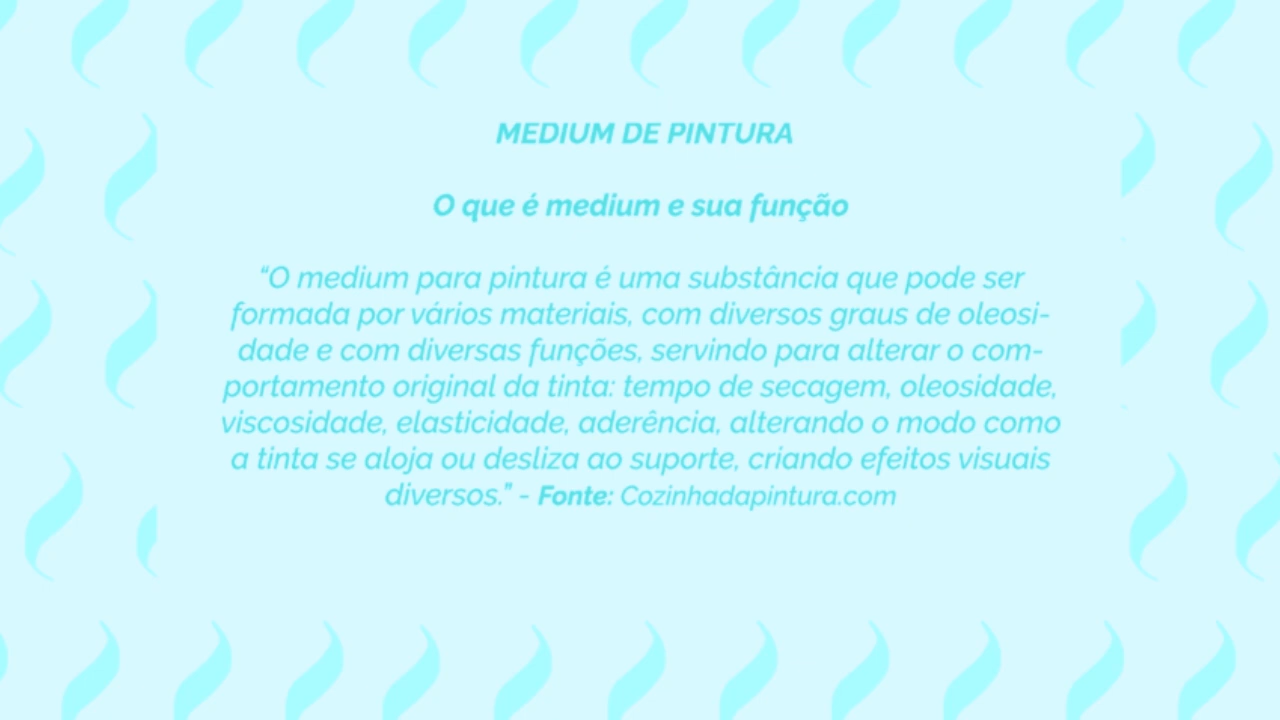 MEDIUM DE PINTURA
O que é medium e sua função
“O medium para pintura é uma substância que pode ser
formada por vários materiais, com diversos graus de oleosi-
dade e com diversas funções, servindo para alterar o com-
portamento original da tinta: tempo de secagem, oleosidade,
viscosidade, elasticidade, aderência, alterando o modo como
a tinta se aloja ou desliza ao suporte, criando efeitos visuais
diversos.” - Fonte: Cozinhadapintura.com